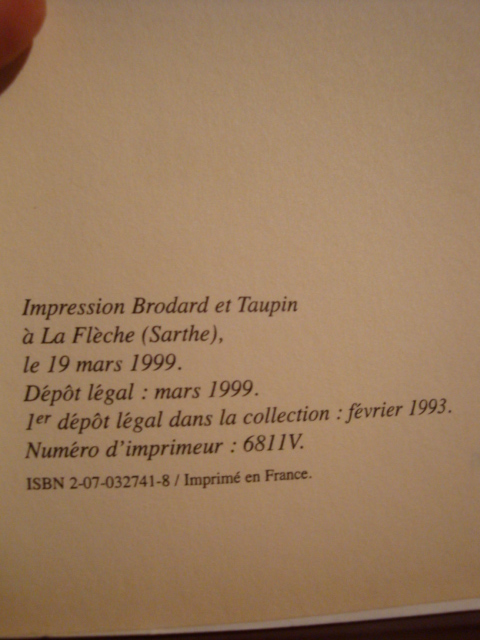 Impression Brodard et Taupin
à La Flèche (Sarthe),
le 19 mars 1999.
Dépôt légal : mars 1999.
1er dépôt légal dans la collection : février 1993.
Numéro d'imprimeur : 6811V.
ISBN 2-07-032741-8 / Imprimé en France.